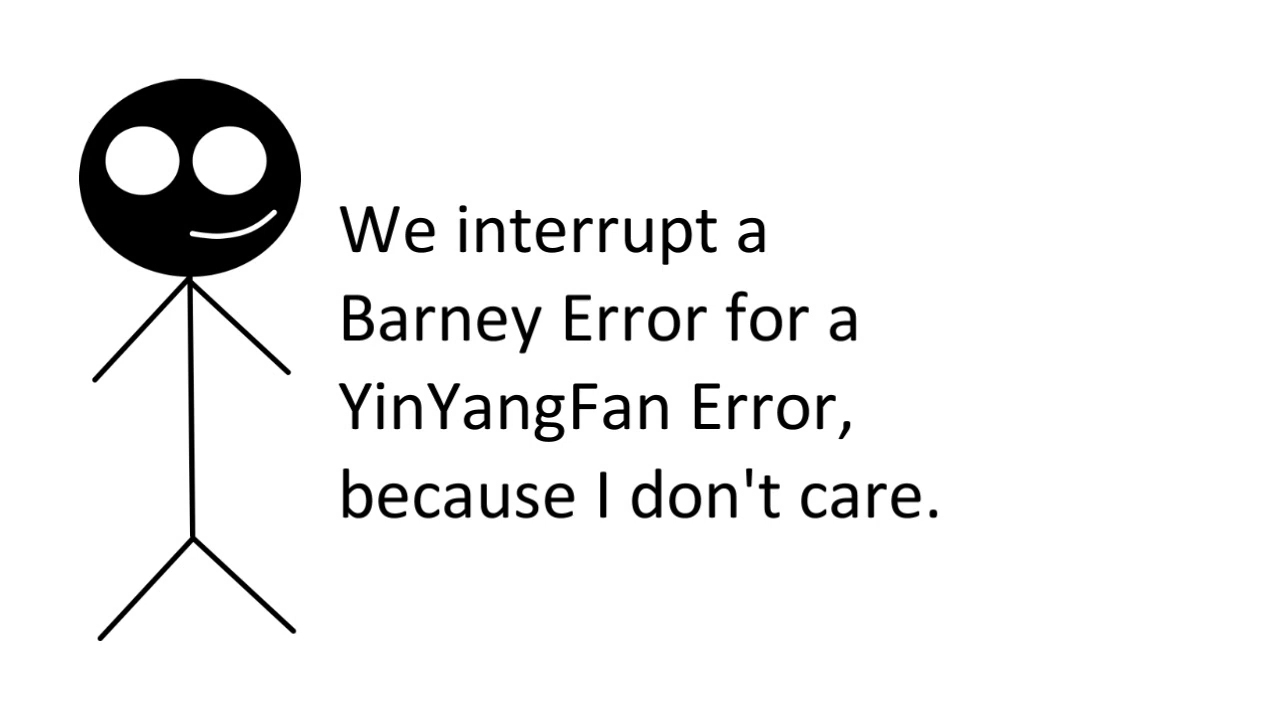 We interrupt a
Barney Error for a
YinYangFan Error,
because I don't care.